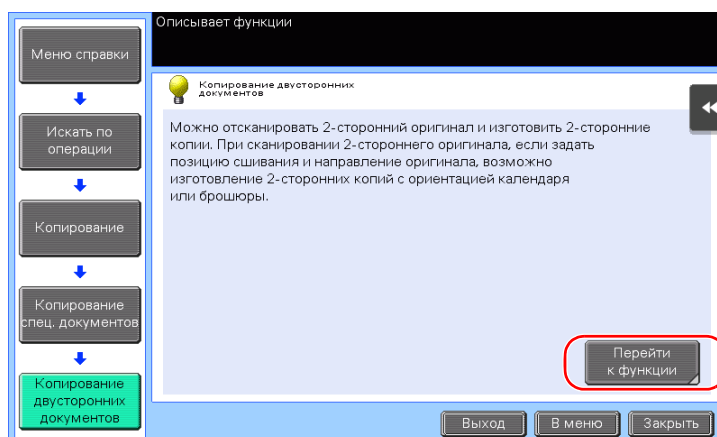 Описывает функции
Меню справки
Искать по
операции
Копирование
Копирование
спец. документов
Копирование
двусторонних
документов
Копирование двусторонних
документов
Можно отсканировать 2-сторонний оригинал и изготовить 2-сторонние
копии. При сканировании 2-стороннего оригинала, если задать
позицию сшивания и направление оригинала, возможно
изготовление 2-сторонних копий с ориентацией календаря
или брошюры.
Перейти
к функции
Выход
В меню
Закрыть